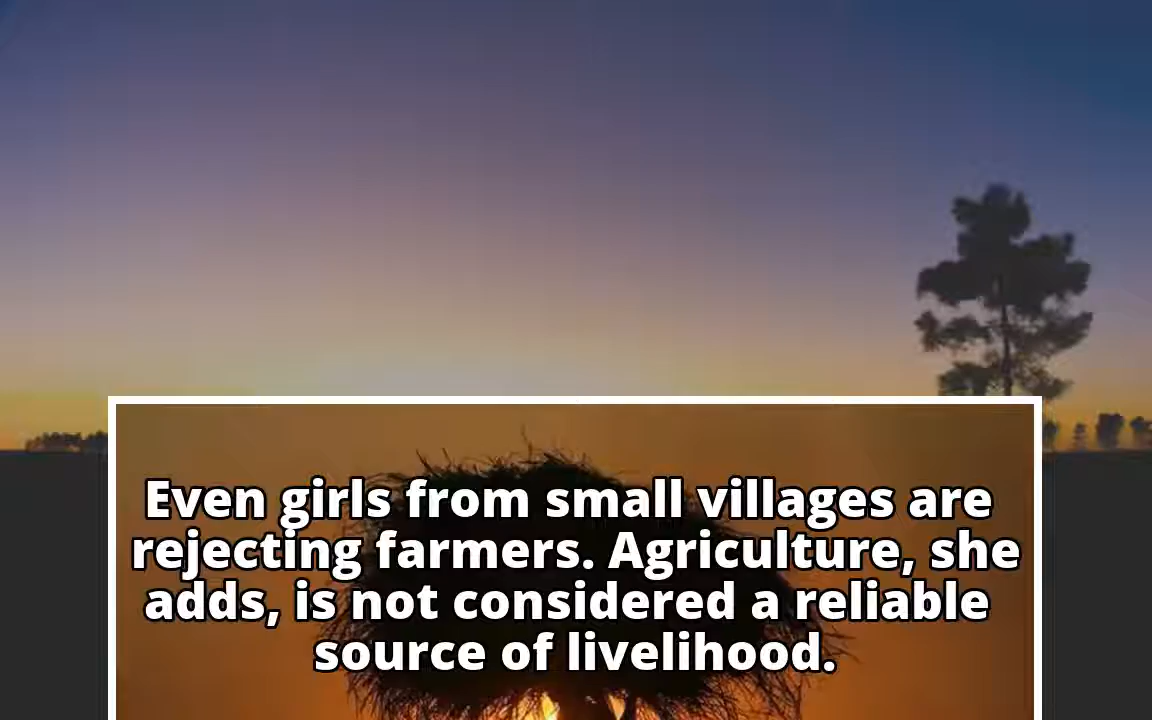 Even girls from small villages are
rejecting farmers. Agriculture, she
adds, is not considered a reliable
source of livelihood.